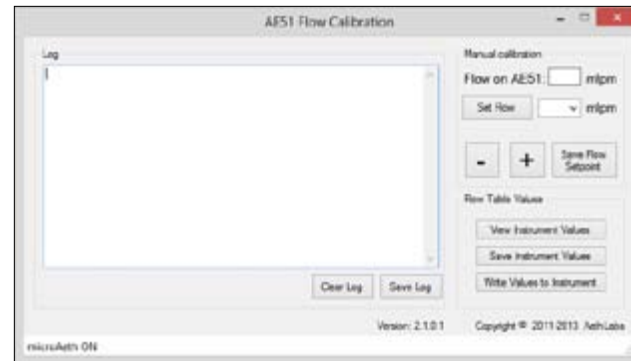 AE51 Flow Calibration
Log
Manual calibration
Flow on AE51: mlpm
Set Flow mlpm
- +
Save Flow
Setpoint
Flow Table Values
View Instrument Values
Save Instrument Values
Write Values to Instrument
Clear Log Save Log
Version: 2.1.0.1 Copyright © 2011-2013 AethLabs
microAeth ON